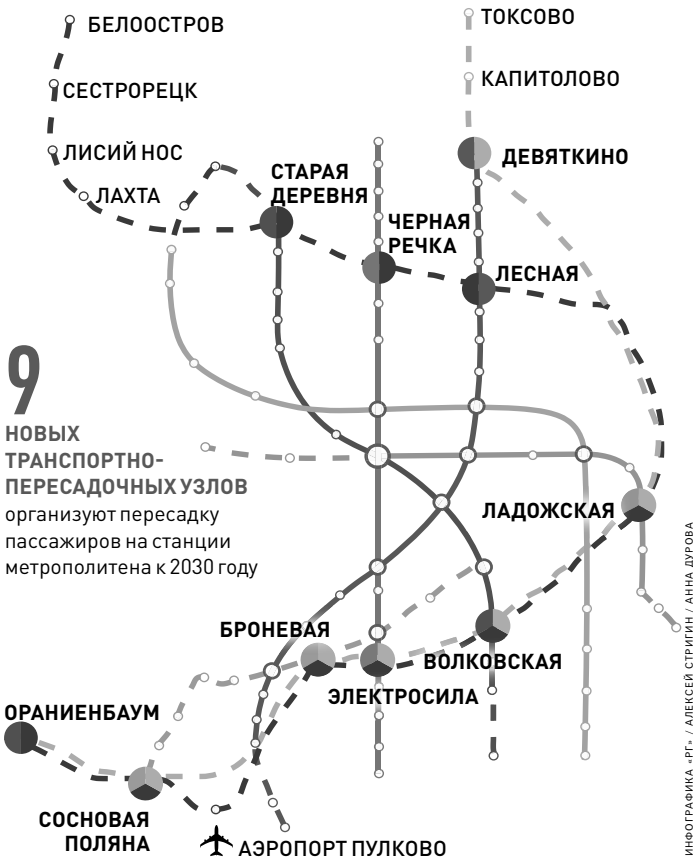 БЕЛООСТРОВ
ТОКСОВО
СЕСТРОРЕЦК
КАПИТОЛОВО
ЛИСИЙ НОС
ДЕВЯТКИНО
ЛАХТА
СТАРАЯ
ДЕРЕВНЯ
ЧЕРНАЯ
РЕЧКА
ЛЕСНАЯ
9
НОВЫХ
ТРАНСПОРТНО-
ПЕРЕСАДОЧНЫХ УЗЛОВ
организуют пересадку
пассажиров на станции
метрополитена к 2030 году
ЛАДОЖСКАЯ
БРОНЕВАЯ
ВОЛКОВСКАЯ
ЭЛЕКТРОСИЛА
ОРАНИЕНБАУМ
СОСНОВАЯ
ПОЛЯНА
АЭРОПОРТ ПУЛКОВО
ИНФОГРАФИКА «РГ» / АЛЕКСЕЙ СТРИГИН / АННА ДУРОВА